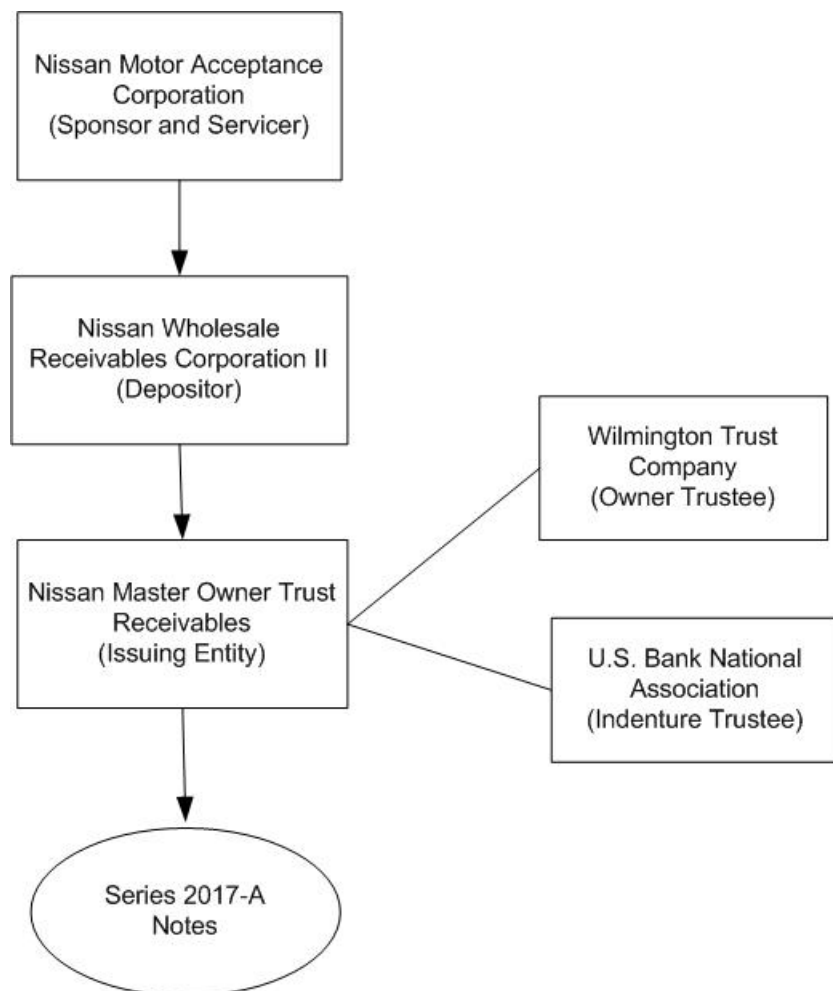 Nissan Motor Acceptance
Corporation
(Sponsor and Servicer)
Nissan Wholesale
Receivables Corporation II
(Depositor)
Wilmington Trust
Company
(Owner Trustee)
Nissan Master Owner Trust
Receivables
(Issuing Entity)
U.S. Bank National
Association
(Indenture Trustee)
Series 2017-A
Notes